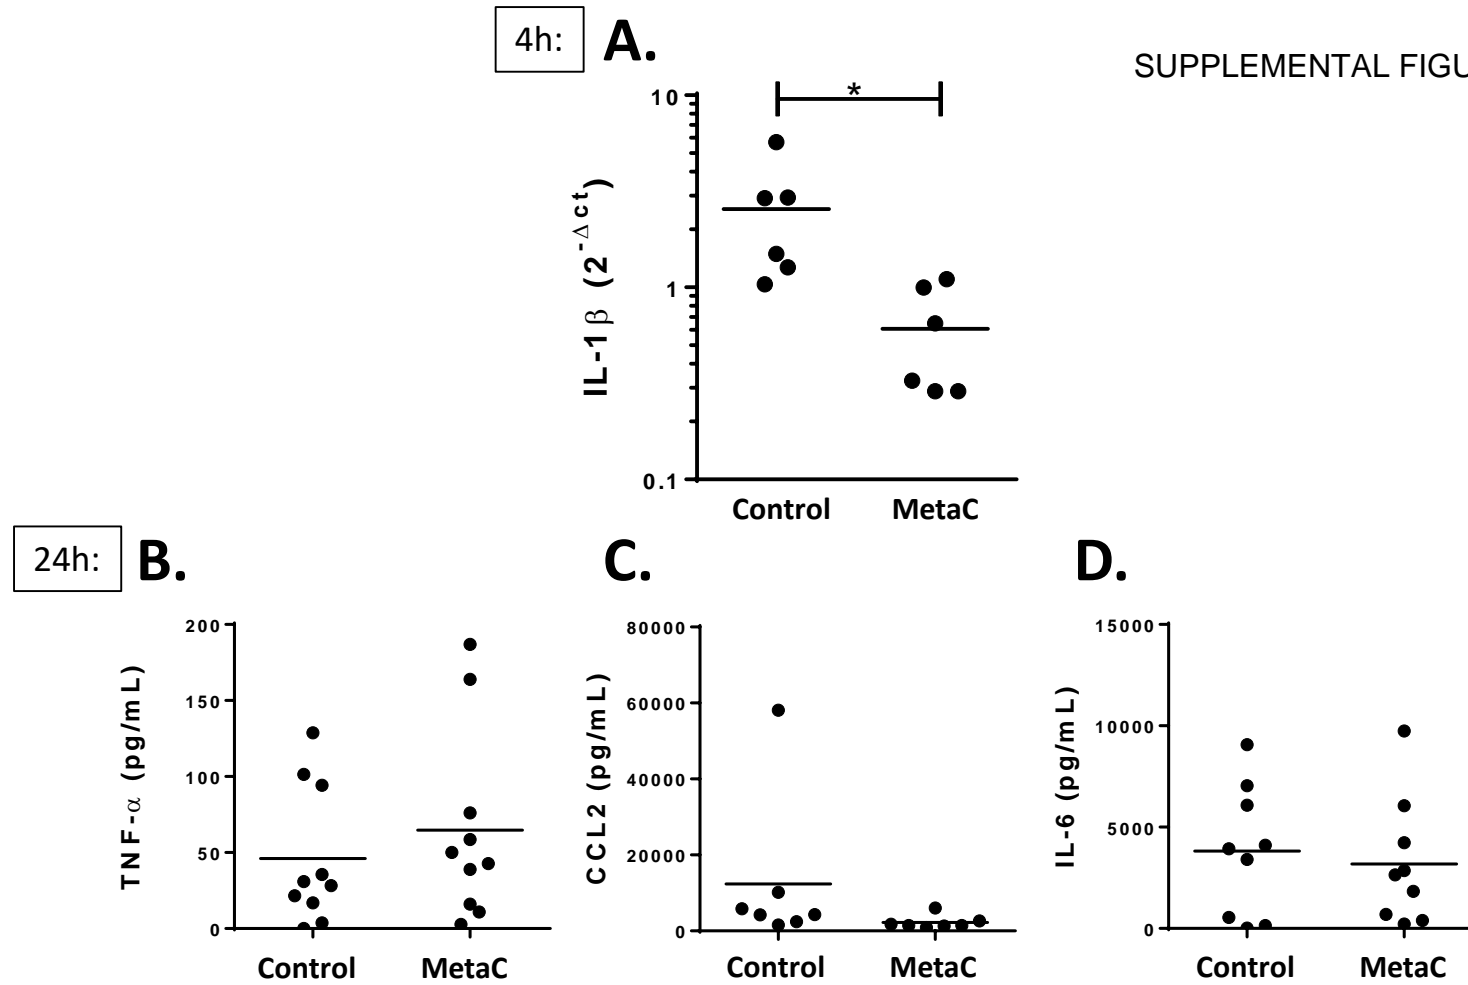 4h:
A.
SUPPLEMENTAL FIGU
10
1
0.1
IL-1β (2^-Δct)
*
Control MetaC
24h:
B.
200
150
100
50
0
TNF-α (pg/mL)
Control MetaC
C.
80000
60000
40000
20000
0
CCL2 (pg/mL)
Control MetaC
D.
15000
10000
5000
0
IL-6 (pg/mL)
Control MetaC